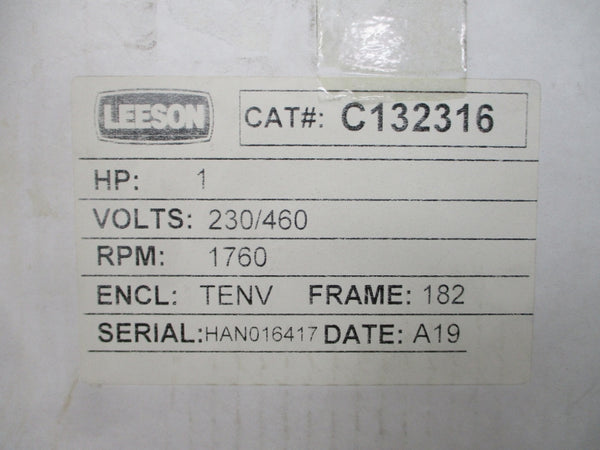 LEESON CAT#: C132316
HP: 1
VOLTS: 230/460
RPM: 1760
ENCL: TENV FRAME: 182
SERIAL: HAN016417 DATE: A19